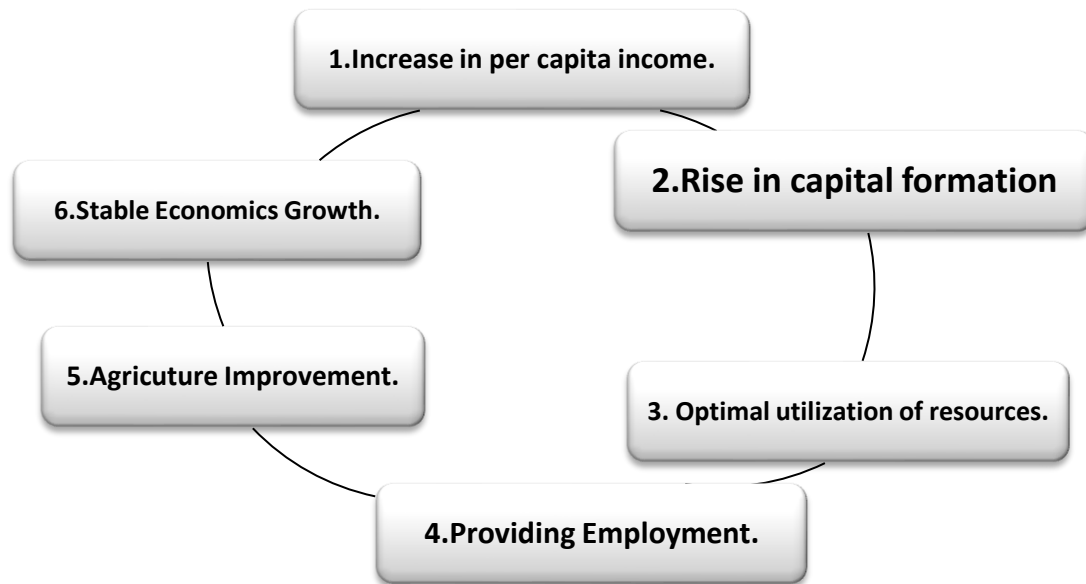 1.Increase in per capita income.
2.Rise in capital formation
3. Optimal utilization of resources.
4.Providing Employment.
5.Agricuture Improvement.
6.Stable Economics Growth.